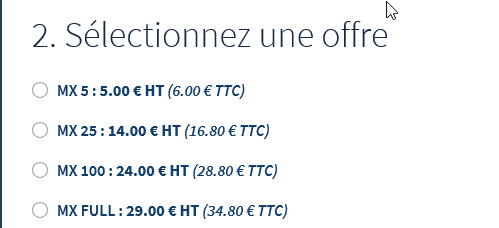 2. Sélectionnez une offre
MX 5 : 5.00 € HT (6.00 € TTC)
MX 25 : 14.00 € HT (16.80 € TTC)
MX 100 : 24.00 € HT (28.80 € TTC)
MX FULL : 29.00 € HT (34.80 € TTC)